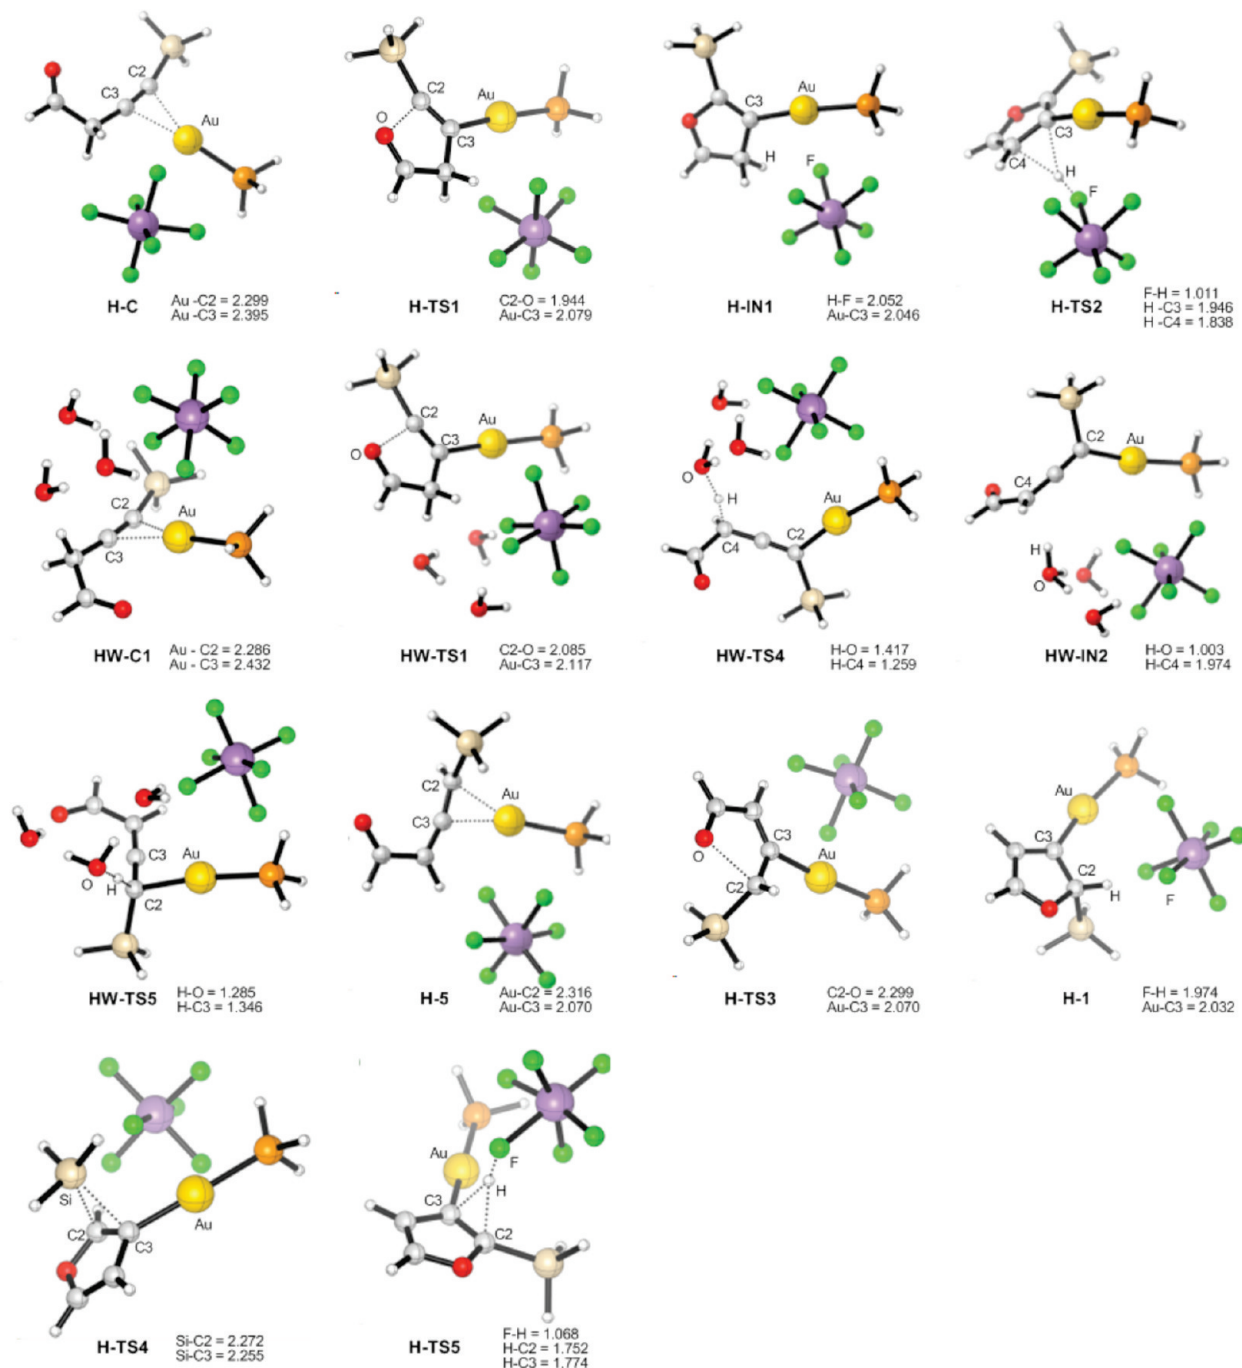 C2
C3
Au
H-C
Au -C2 = 2.299
Au -C3 = 2.395
C2
Au
O
C3
H-TS1
C2-O = 1.944
Au-C3 = 2.079
C3
Au
H
F
H-IN1
H-F = 2.052
Au-C3 = 2.046
Au
C3
C4
H
F
H-TS2
F-H = 1.011
H -C3 = 1.946
H -C4 = 1.838
C2
Au
C3
HW-C1
Au - C2 = 2.286
Au - C3 = 2.432
C2
Au
C3
O
HW-TS1
C2-O = 2.085
Au-C3 = 2.117
O
H
Au
C4
C2
HW-TS4
H-O = 1.417
H-C4 = 1.259
C2
Au
C4
H
O
HW-IN2
H-O = 1.003
H-C4 = 1.974
C3
Au
O
H
C2
HW-TS5
H-O = 1.285
H-C3 = 1.346
C2
Au
C3
H-5
Au-C2 = 2.316
Au-C3 = 2.070
O
C3
Au
C2
H-TS3
C2-O = 2.299
Au-C3 = 2.070
Au
C3
C2
H
F
H-1
F-H = 1.974
Au-C3 = 2.032
Si
Au
C2
C3
H-TS4
Si-C2 = 2.272
Si-C3 = 2.255
Au
F
H
C3
C2
H-TS5
F-H = 1.068
H-C2 = 1.752
H-C3 = 1.774